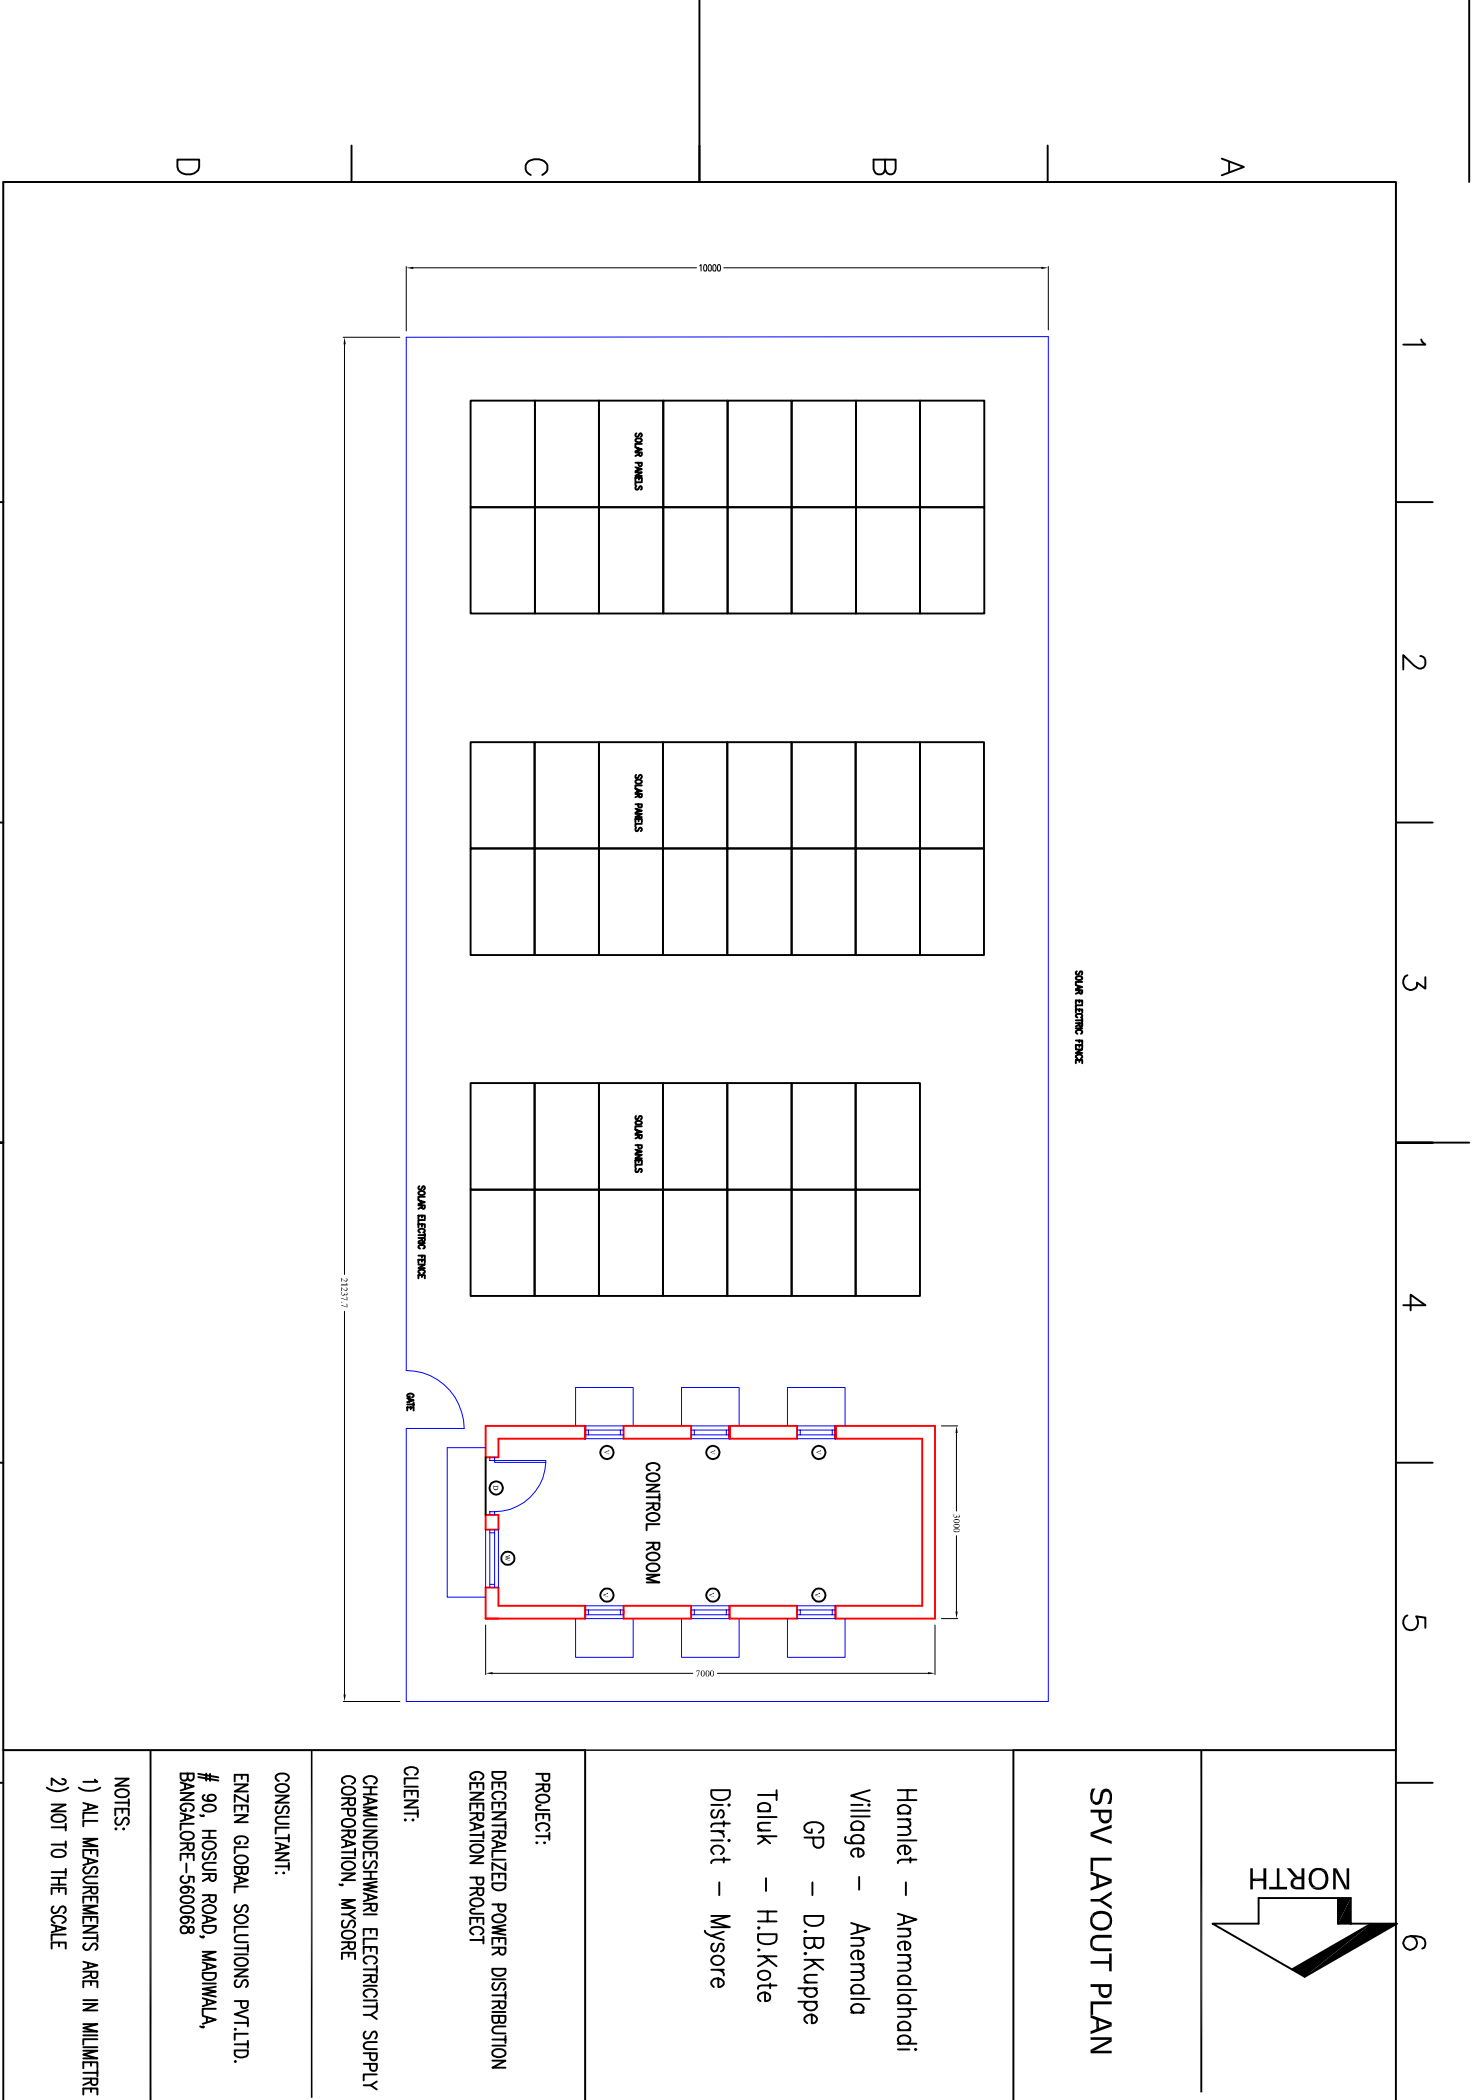 1
2
3
4
5
6
A
B
C
D
10000
SOLAR PANELS
SOLAR PANELS
SOLAR PANELS
SOLAR ELECTRIC FENCE
SOLAR ELECTRIC FENCE
21237.7
GATE
CONTROL ROOM
V
V
V
V
V
V
D
W
3000
7000
NORTH
SPV LAYOUT PLAN
Hamlet - Anemalahadi
Village - Anemala
GP - D.B.Kuppe
Taluk - H.D.Kote
District - Mysore
PROJECT:
DECENTRALIZED POWER DISTRIBUTION
GENERATION PROJECT
CLIENT:
CHAMUNDESHWARI ELECTRICITY SUPPLY
CORPORATION, MYSORE
CONSULTANT:
ENZEN GLOBAL SOLUTIONS PVT.LTD.
# 90, HOSUR ROAD, MADIWALA,
BANGALORE-560068
NOTES:
1) ALL MEASUREMENTS ARE IN MILIMETRE
2) NOT TO THE SCALE